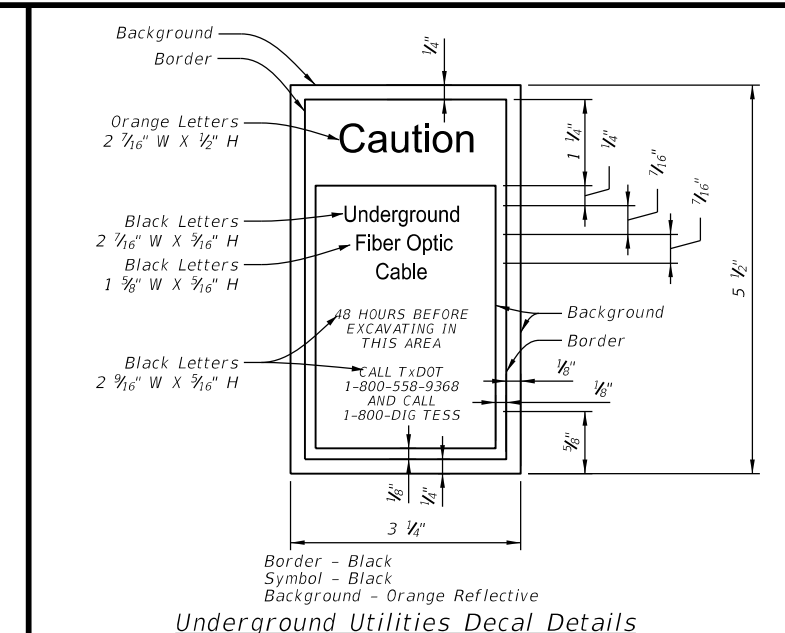 Background
Border
Orange Letters
2 7/16" W X 1/2" H
Black Letters
2 7/16" W X 5/16" H
Black Letters
1 5/8" W X 5/16" H
Black Letters
2 9/16" W X 5/16" H
1/4"
Caution
Underground
Fiber Optic
Cable
48 HOURS BEFORE
EXCAVATING IN
THIS AREA
CALL TxDOT
1-800-558-9368
AND CALL
1-800-DIG TESS
1 1/4"
1/4"
7/16"
7/16"
5 1/2"
Background
Border
1/8"
1/8"
5/8"
1/8"
1/4"
3 1/4"
Border - Black
Symbol - Black
Background - Orange Reflective
Underground Utilities Decal Details